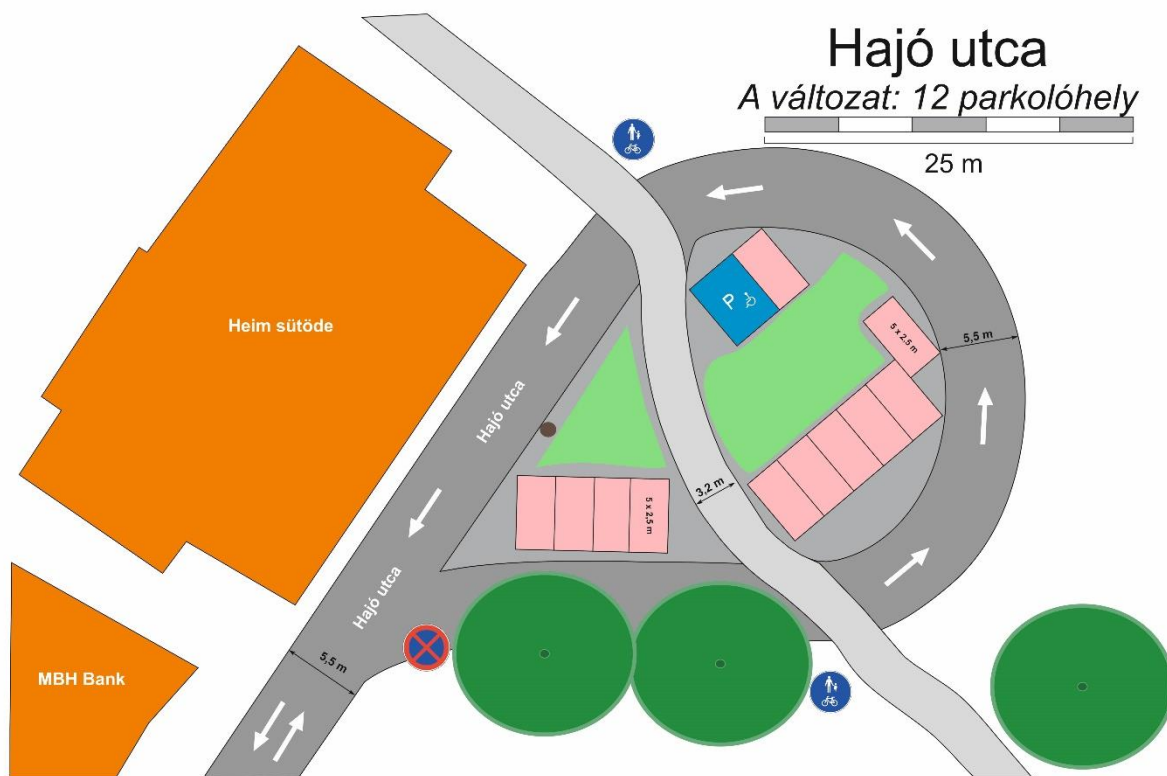 Hajó utca
A változat: 12 parkolóhely
25 m
Heim sütöde
P
5 x 2,5 m
5,5 m
Hajó utca
3,2 m
5 x 2,5 m
Hajó utca
5,5 m
MBH Bank